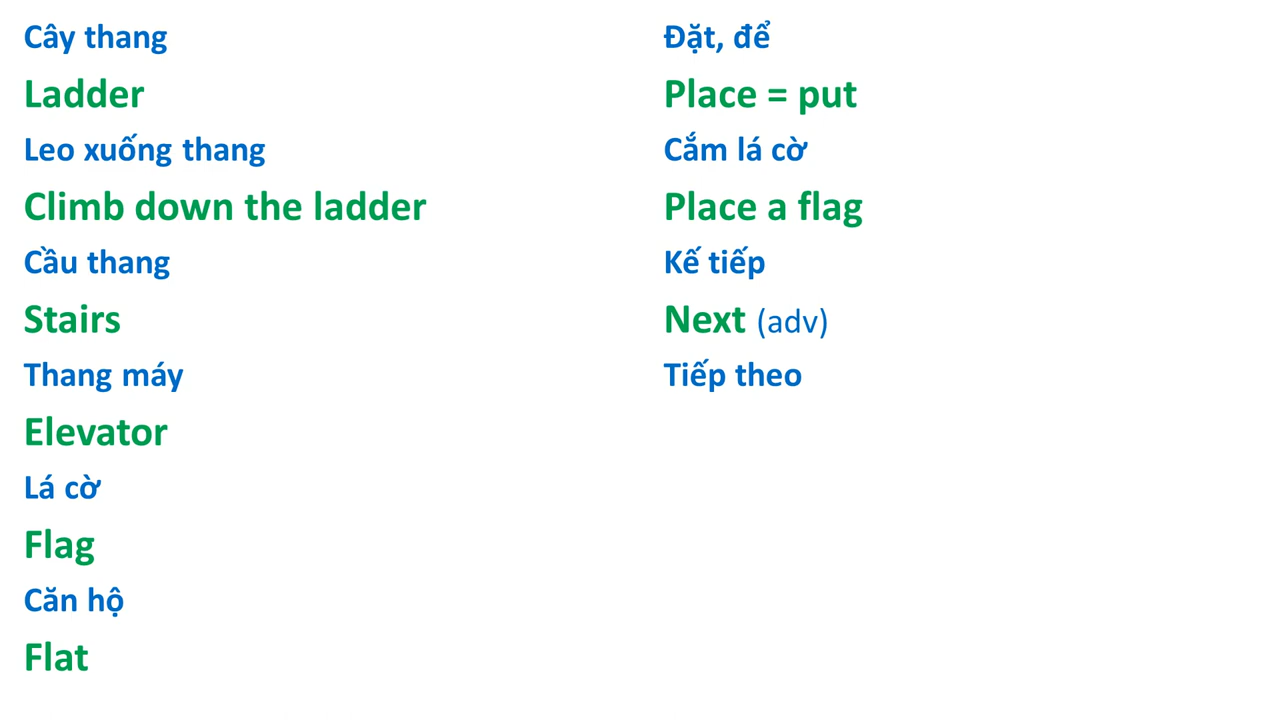 Cây thang
Ladder
Leo xuống thang
Climb down the ladder
Cầu thang
Stairs
Thang máy
Elevator
Lá cờ
Flag
Căn hộ
Flat
Đặt, để
Place = put
Cắm lá cờ
Place a flag
Kế tiếp
Next (adv)
Tiếp theo